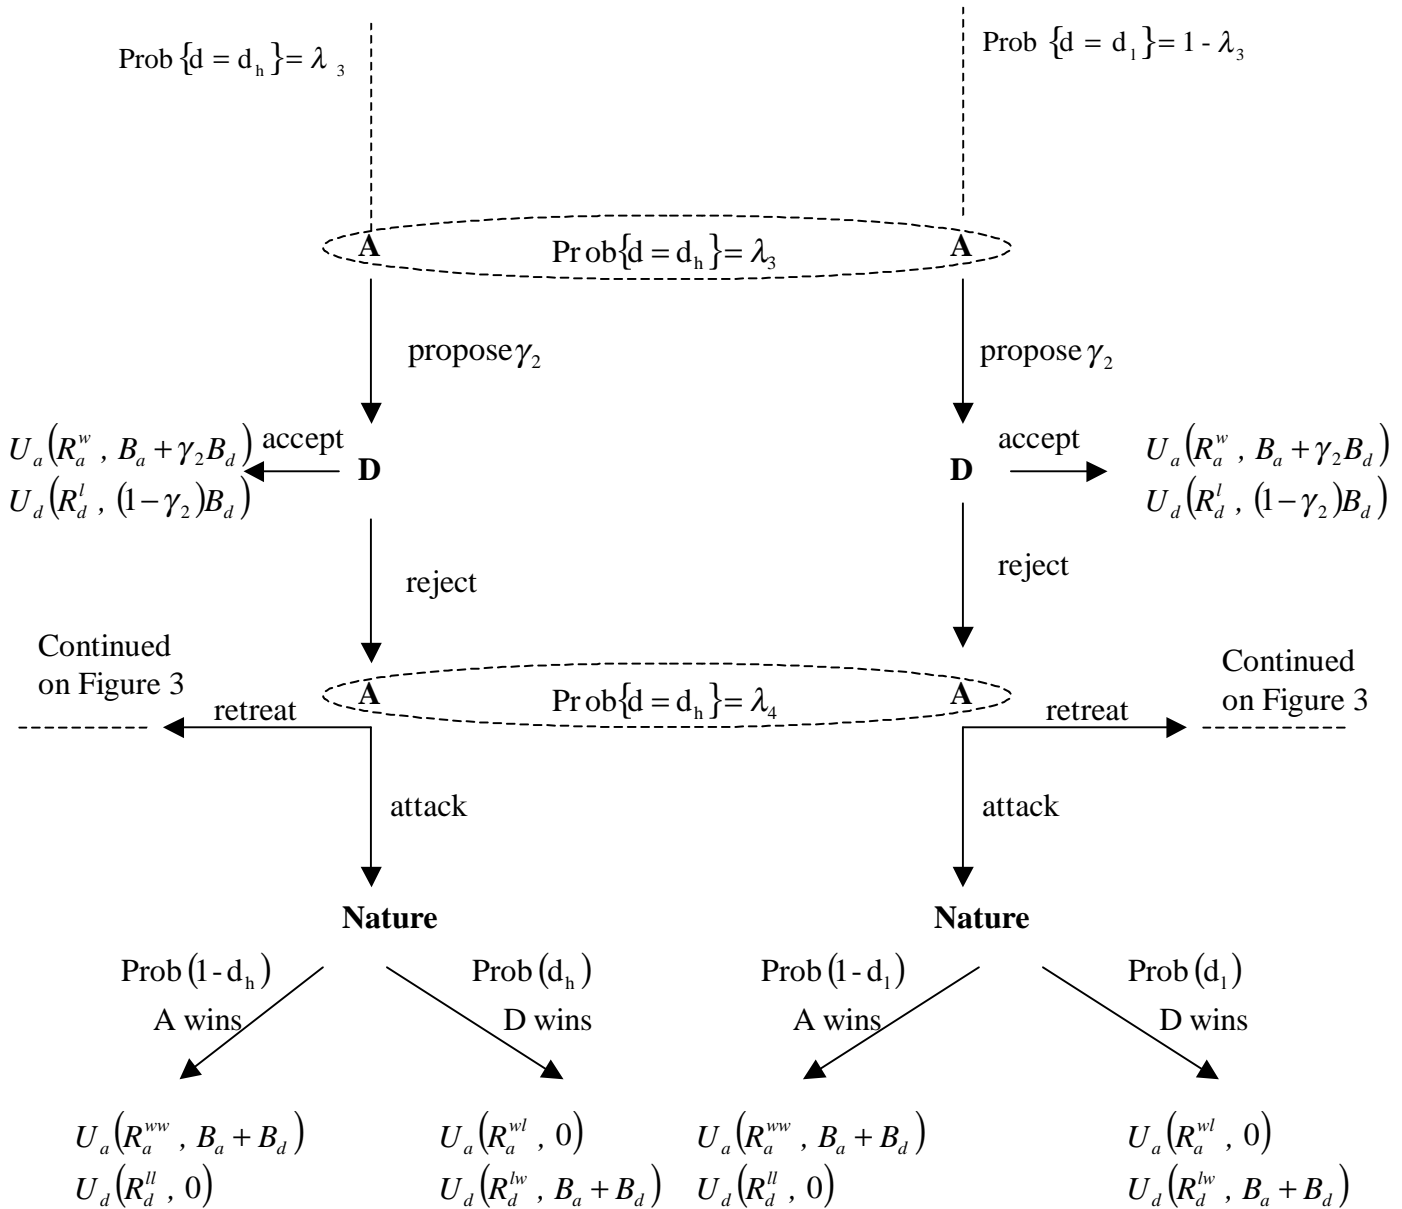 Prob {d = d_h} = λ_3
Prob {d = d_l} = 1 - λ_3
A
Prob{d = d_h} = λ_3
A
propose γ_2
propose γ_2
U_a(R_a^w , B_a + γ_2 B_d)
U_d(R_d^l , (1 − γ_2)B_d)
accept
D
D
accept
U_a(R_a^w , B_a + γ_2 B_d)
U_d(R_d^l , (1 − γ_2)B_d)
reject
reject
Continued
on Figure 3
retreat
A
Prob{d = d_h} = λ_4
A
retreat
Continued
on Figure 3
attack
attack
Nature
Nature
Prob (1 - d_h)
A wins
Prob (d_h)
D wins
Prob (1 - d_l)
A wins
Prob (d_l)
D wins
U_a(R_a^{ww} , B_a + B_d)
U_d(R_d^{ll} , 0)
U_a(R_a^{wl} , 0)
U_d(R_d^{lw} , B_a + B_d)
U_a(R_a^{ww} , B_a + B_d)
U_d(R_d^{ll} , 0)
U_a(R_a^{wl} , 0)
U_d(R_d^{lw} , B_a + B_d)